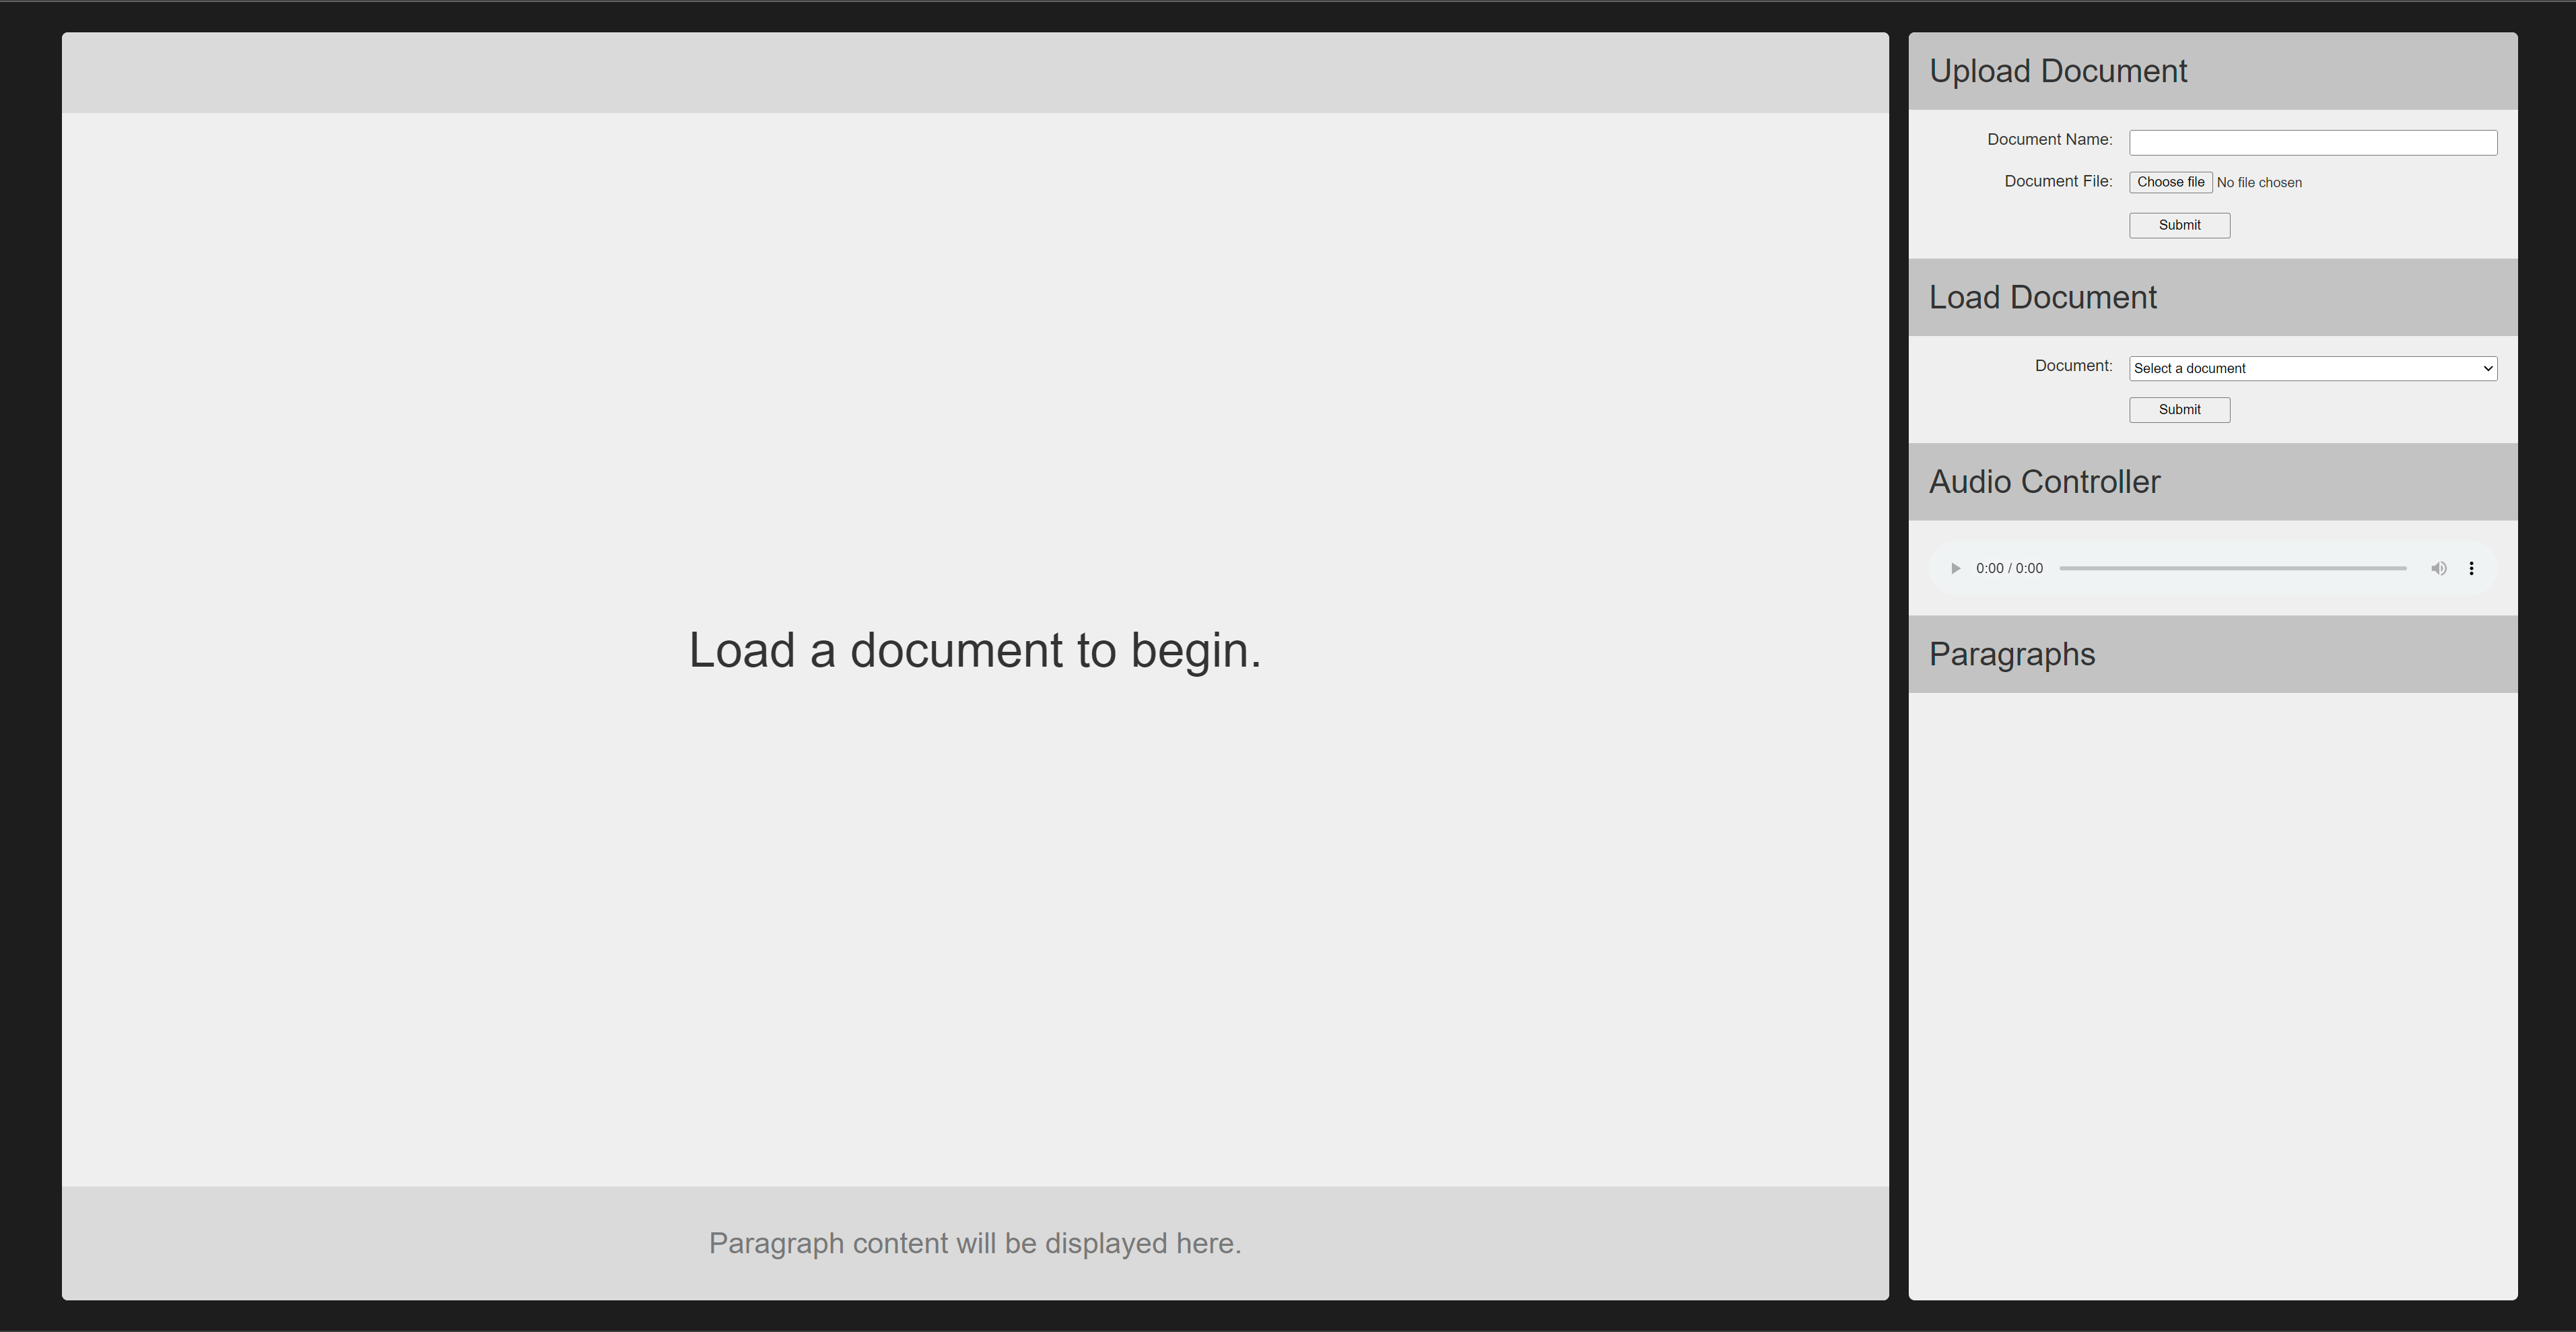 Load a document to begin.
Paragraph content will be displayed here.
Upload Document
Document Name:
Document File: Choose file No file chosen
Submit
Load Document
Document: Select a document
Submit
Audio Controller
0:00 / 0:00
Paragraphs